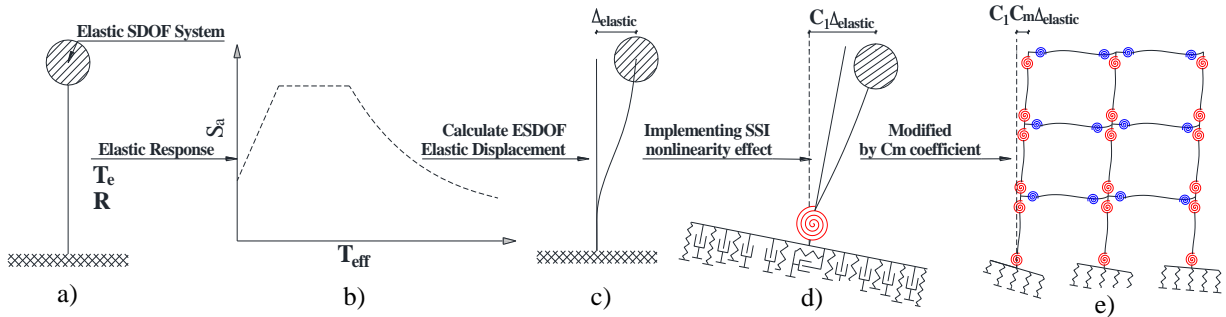 Elastic SDOF System
Elastic Response
Te
R
a)
Sa
Teff
b)
Calculate ESDOF
Elastic Displacement
Δelastic
c)
Implementing SSI
nonlinearity effect
C1Δelastic
d)
Modified
by Cm coefficient
C1CmΔelastic
e)